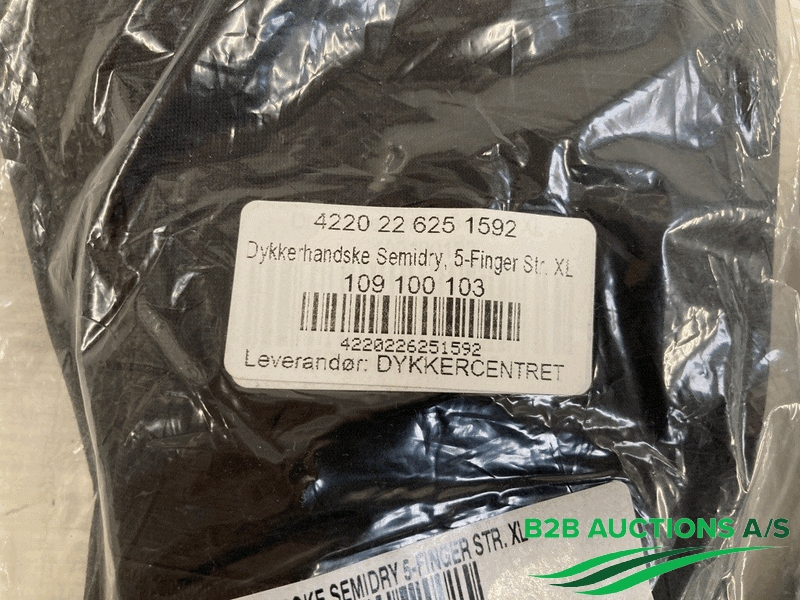 4220 22 625 1592
Dykkerhandske Semidry, 5-Finger Str. XL
109 100 103
4220226251592
Leverandør: DYKKERCENTRET
SEMIDRY 5-FINGER STR. XL
B2B AUCTIONS A/S